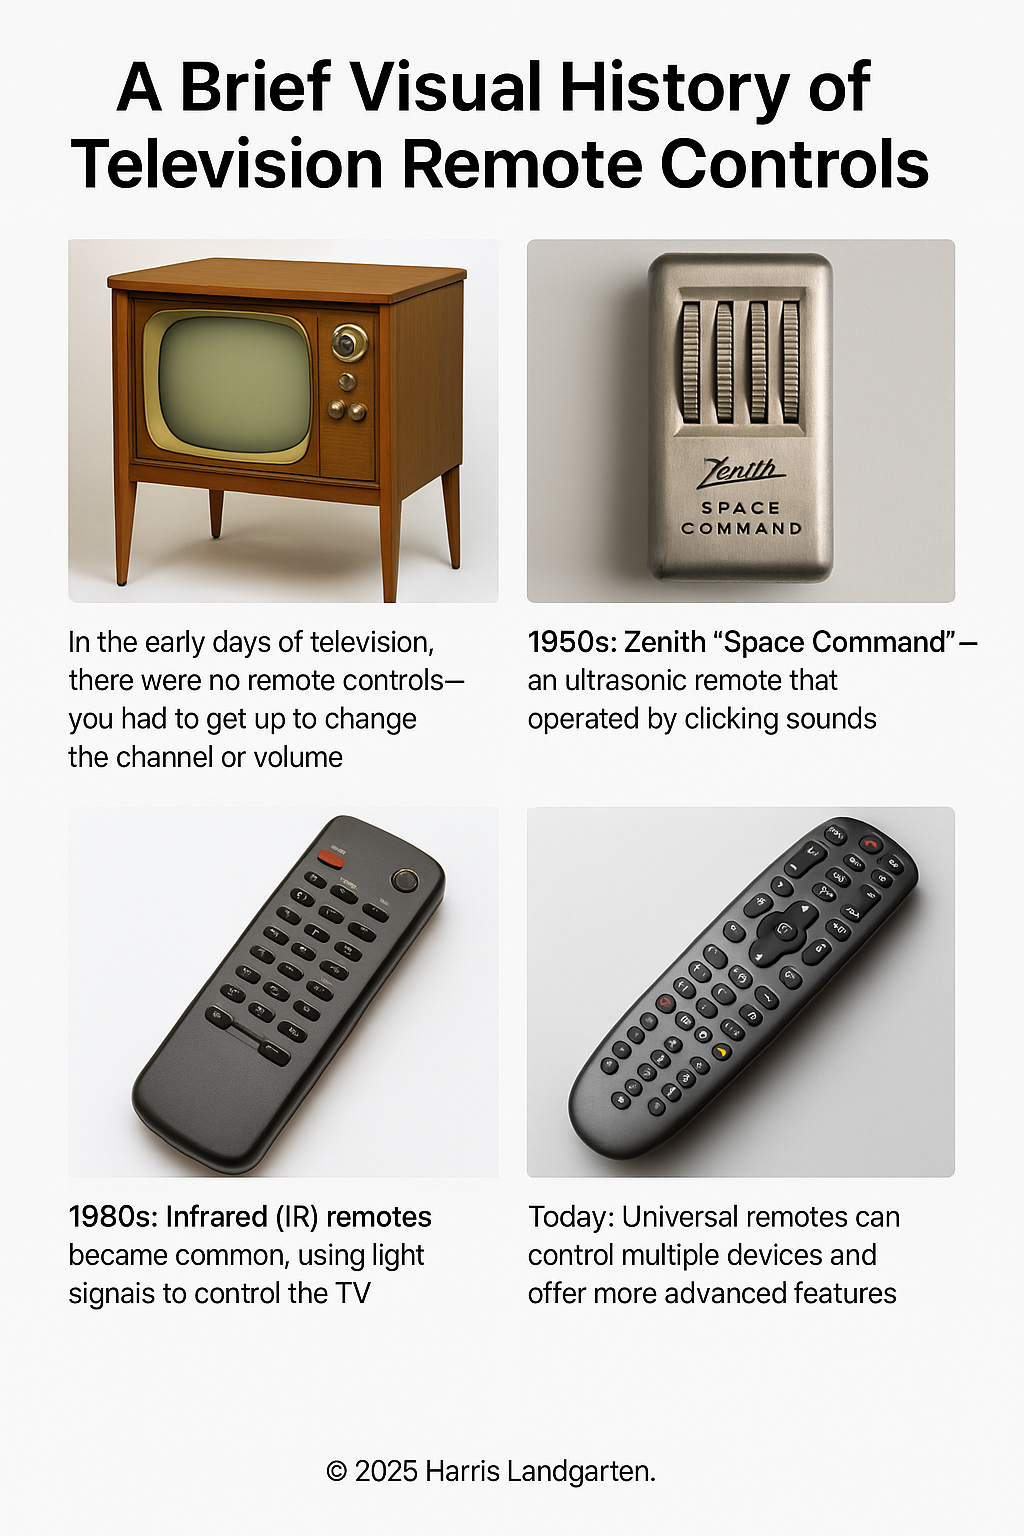 A Brief Visual History of
Television Remote Controls
Zenith
SPACE
COMMAND
In the early days of television,
there were no remote controls—
you had to get up to change
the channel or volume
1950s: Zenith “Space Command”—
an ultrasonic remote that
operated by clicking sounds
1980s: Infrared (IR) remotes
became common, using light
signais to control the TV
Today: Universal remotes can
control multiple devices and
offer more advanced features
© 2025 Harris Landgarten.